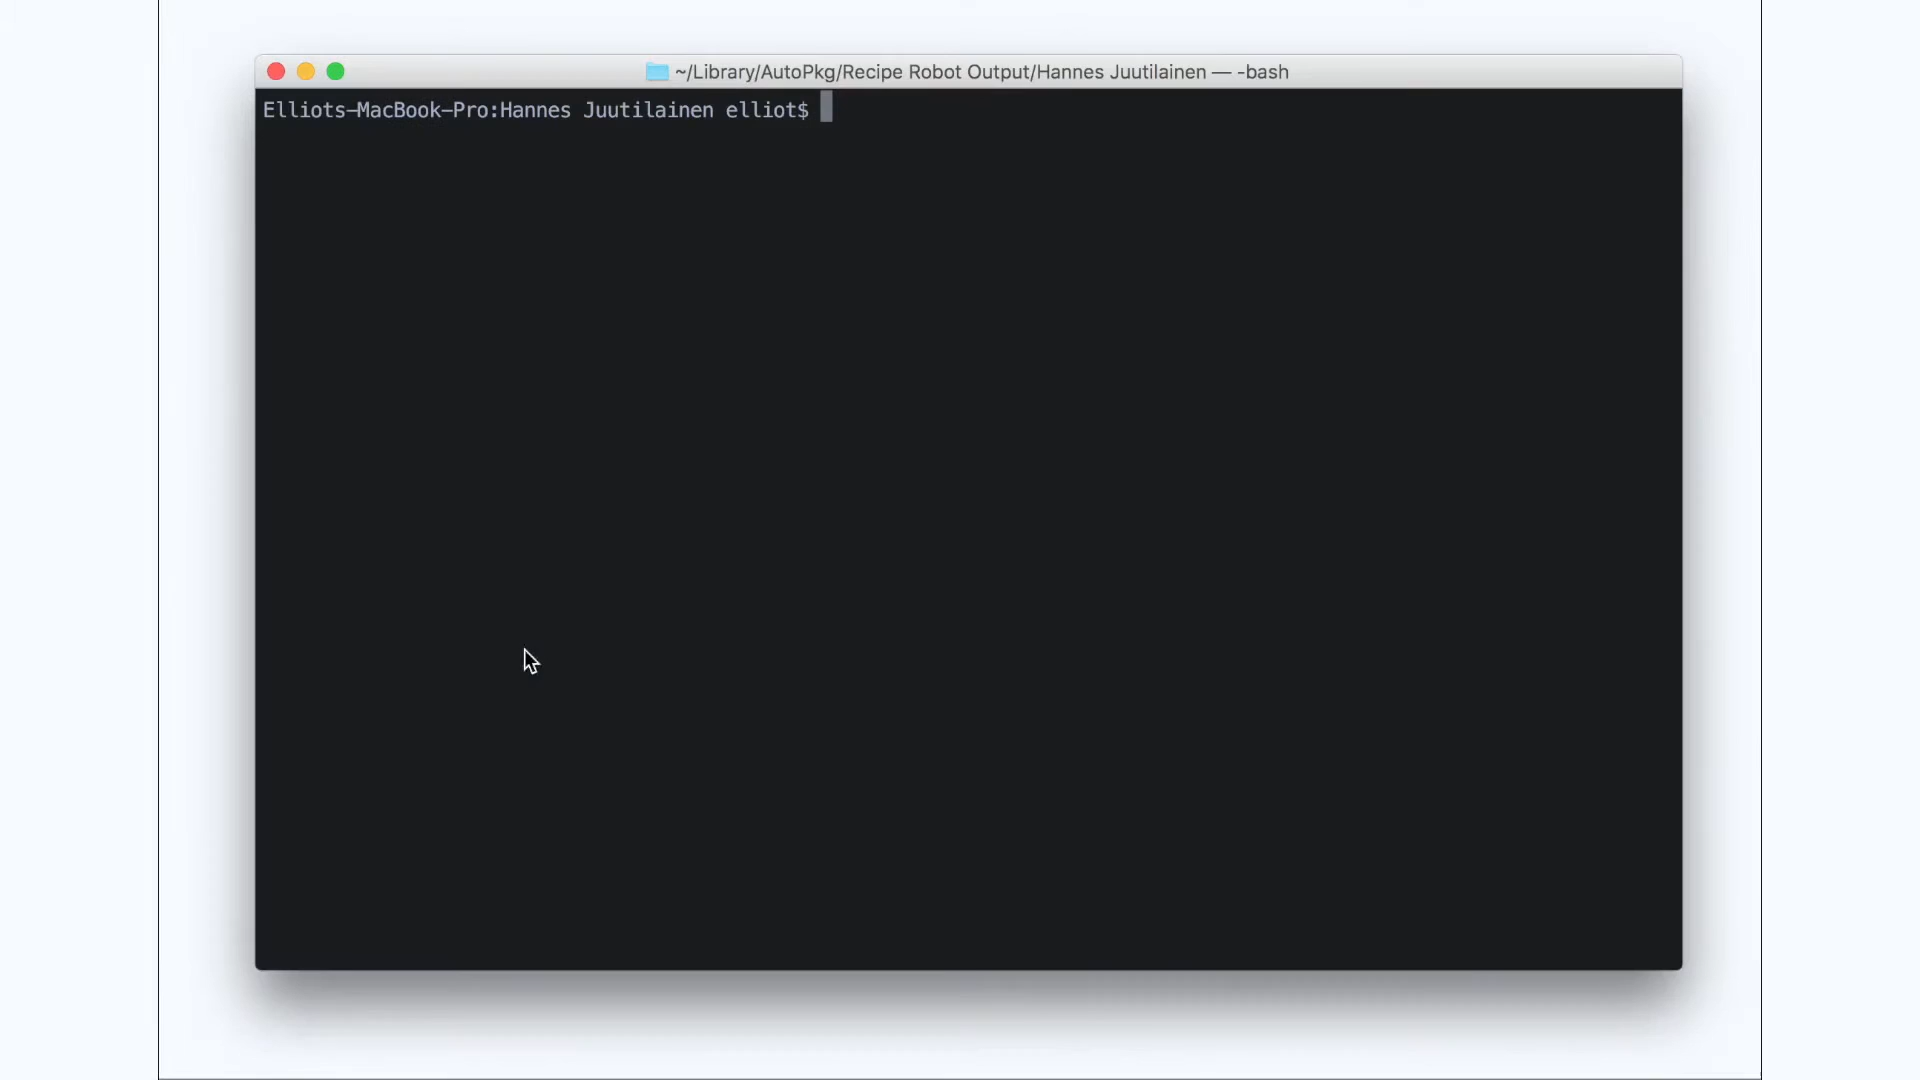 ~/Library/AutoPkg/Recipe Robot Output/Hannes Juutilainen — -bash
Elliots-MacBook-Pro:Hannes Juutilainen elliot$